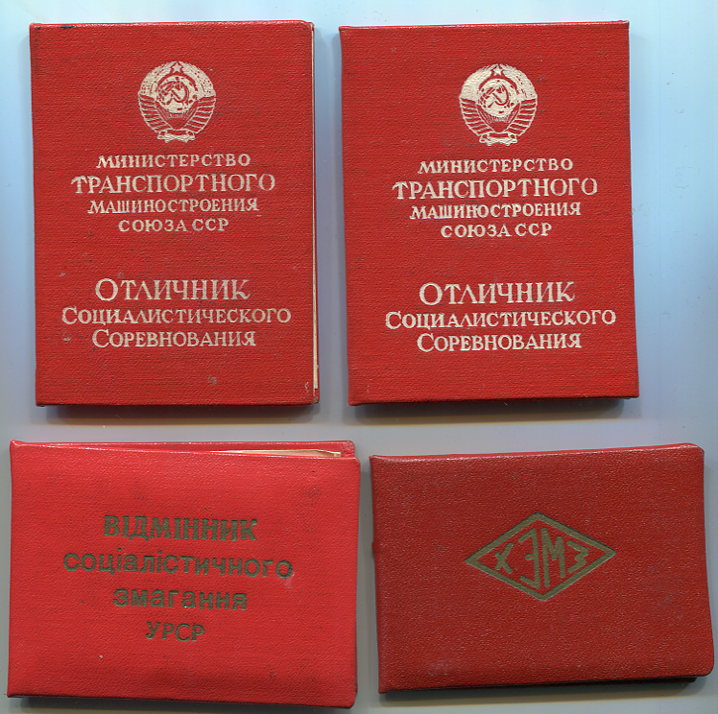 МИНИСТЕРСТВО
ТРАНСПОРТНОГО
МАШИНОСТРОЕНИЯ
СОЮЗА ССР
ОТЛИЧНИК
СОЦИАЛИСТИЧЕСКОГО
СОРЕВНОВАНИЯ
МИНИСТЕРСТВО
ТРАНСПОРТНОГО
МАШИНОСТРОЕНИЯ
СОЮЗА ССР
ОТЛИЧНИК
СОЦИАЛИСТИЧЕСКОГО
СОРЕВНОВАНИЯ
ВІДМІННИК
соціалістичного
змагання
УРСР
ХЭМЗ